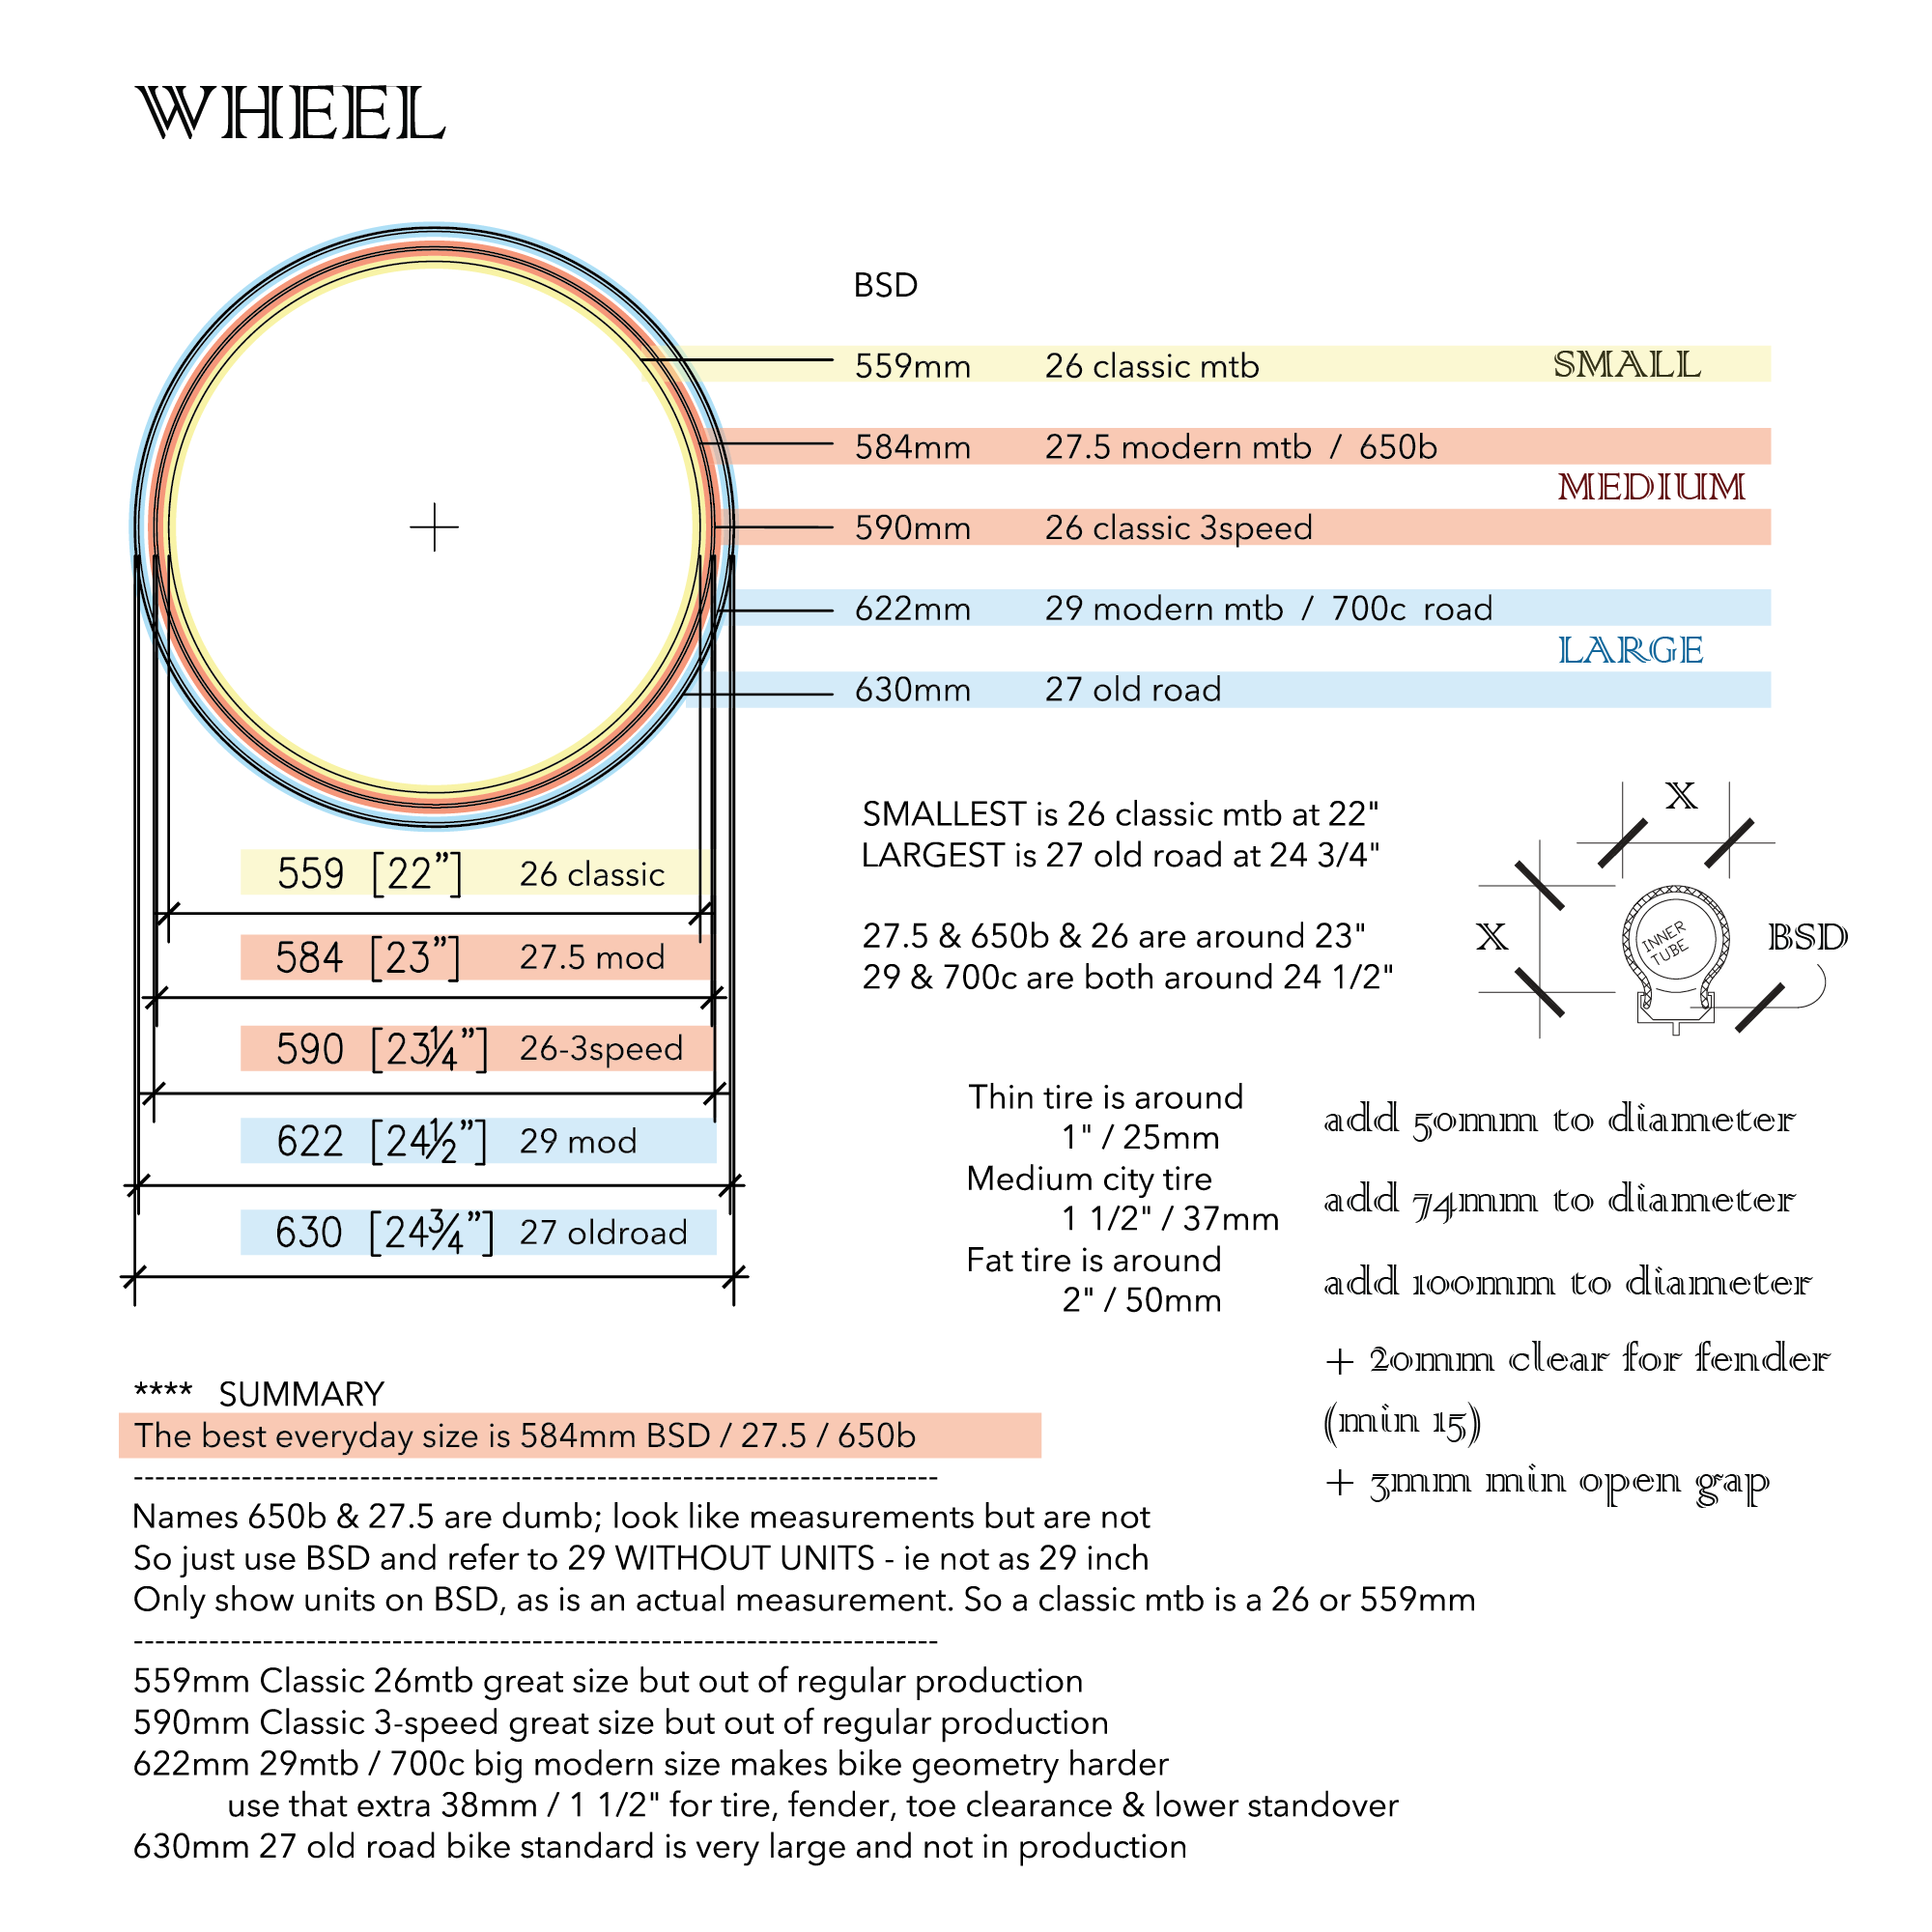 WHEEL
BSD
559mm 26 classic mtb SMALL
584mm 27.5 modern mtb / 650b
MEDIUM
590mm 26 classic 3speed
622mm 29 modern mtb / 700c road
LARGE
630mm 27 old road
559 [22”] 26 classic
584 [23”] 27.5 mod
590 [23¼”] 26-3speed
622 [24½”] 29 mod
630 [24¾”] 27 oldroad
SMALLEST is 26 classic mtb at 22"
LARGEST is 27 old road at 24 3/4"
27.5 & 650b & 26 are around 23"
29 & 700c are both around 24 1/2"
X
X
INNER
TUBE
BSD
Thin tire is around
1" / 25mm
add 50mm to diameter
Medium city tire
1 1/2" / 37mm
add 74mm to diameter
Fat tire is around
2" / 50mm
add 100mm to diameter
+ 20mm clear for fender
(min 15)
+ 3mm min open gap
**** SUMMARY
The best everyday size is 584mm BSD / 27.5 / 650b
---------------------------------------------------------------------------
Names 650b & 27.5 are dumb; look like measurements but are not
So just use BSD and refer to 29 WITHOUT UNITS - ie not as 29 inch
Only show units on BSD, as is an actual measurement. So a classic mtb is a 26 or 559mm
---------------------------------------------------------------------------
559mm Classic 26mtb great size but out of regular production
590mm Classic 3-speed great size but out of regular production
622mm 29mtb / 700c big modern size makes bike geometry harder
use that extra 38mm / 1 1/2" for tire, fender, toe clearance & lower standover
630mm 27 old road bike standard is very large and not in production